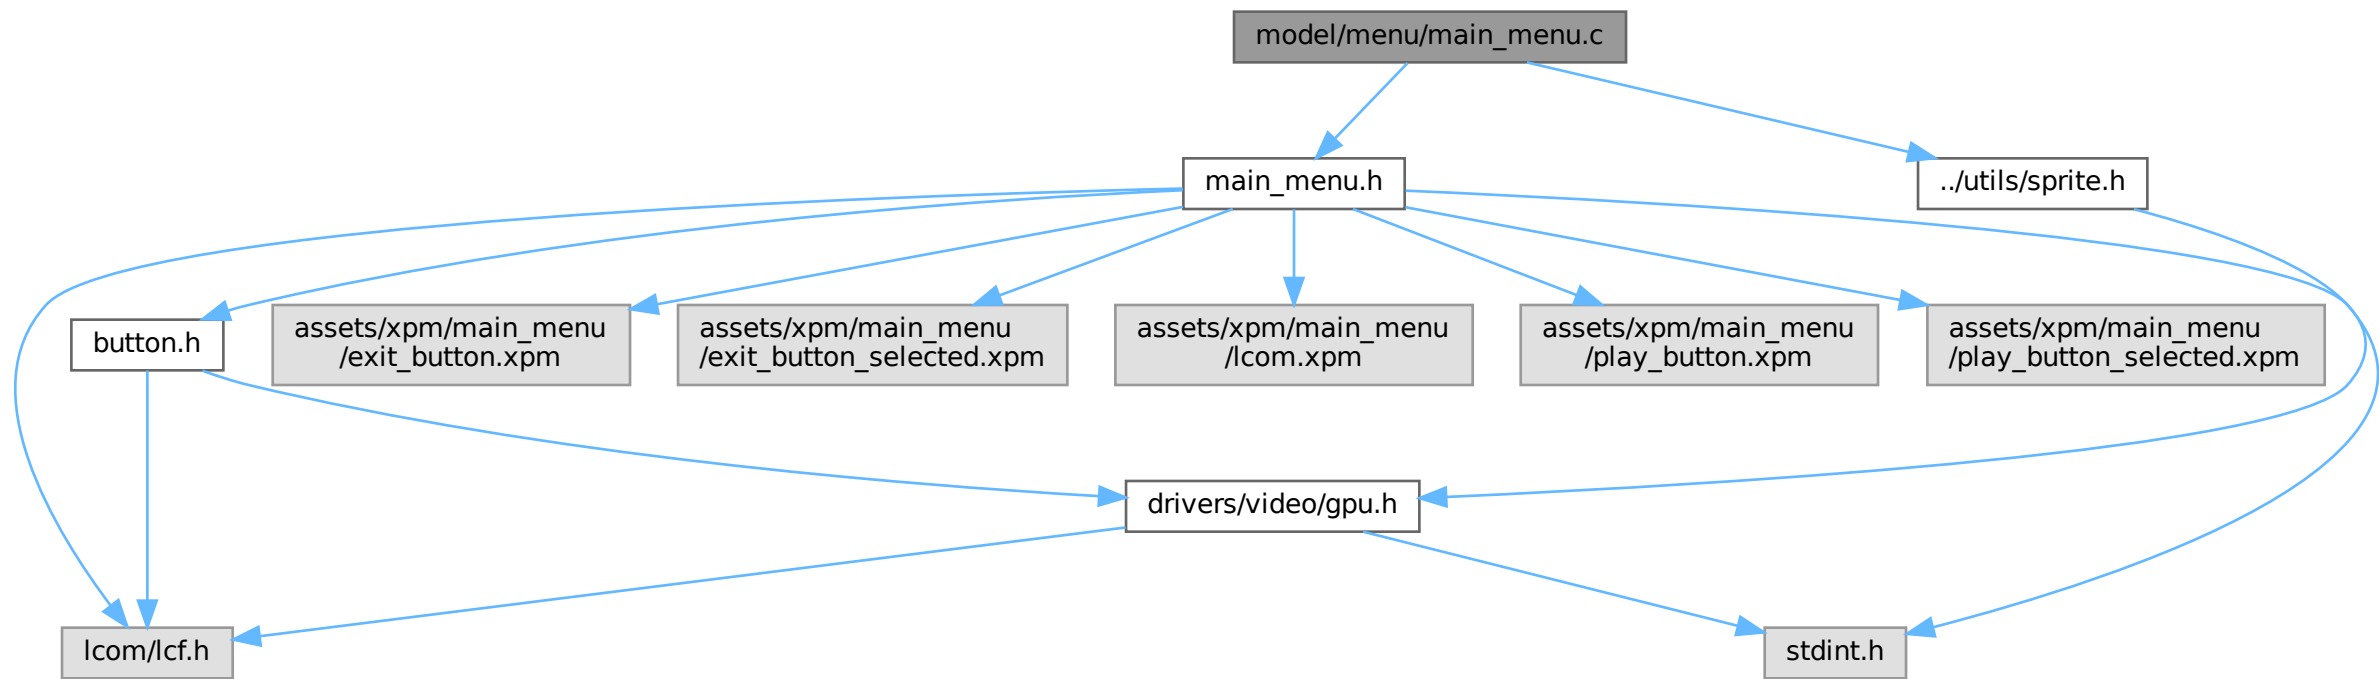 model/menu/main_menu.c
main_menu.h
../utils/sprite.h
button.h
assets/xpm/main_menu
/exit_button.xpm
assets/xpm/main_menu
/exit_button_selected.xpm
assets/xpm/main_menu
/lcom.xpm
assets/xpm/main_menu
/play_button.xpm
assets/xpm/main_menu
/play_button_selected.xpm
drivers/video/gpu.h
lcom/lcf.h
stdint.h